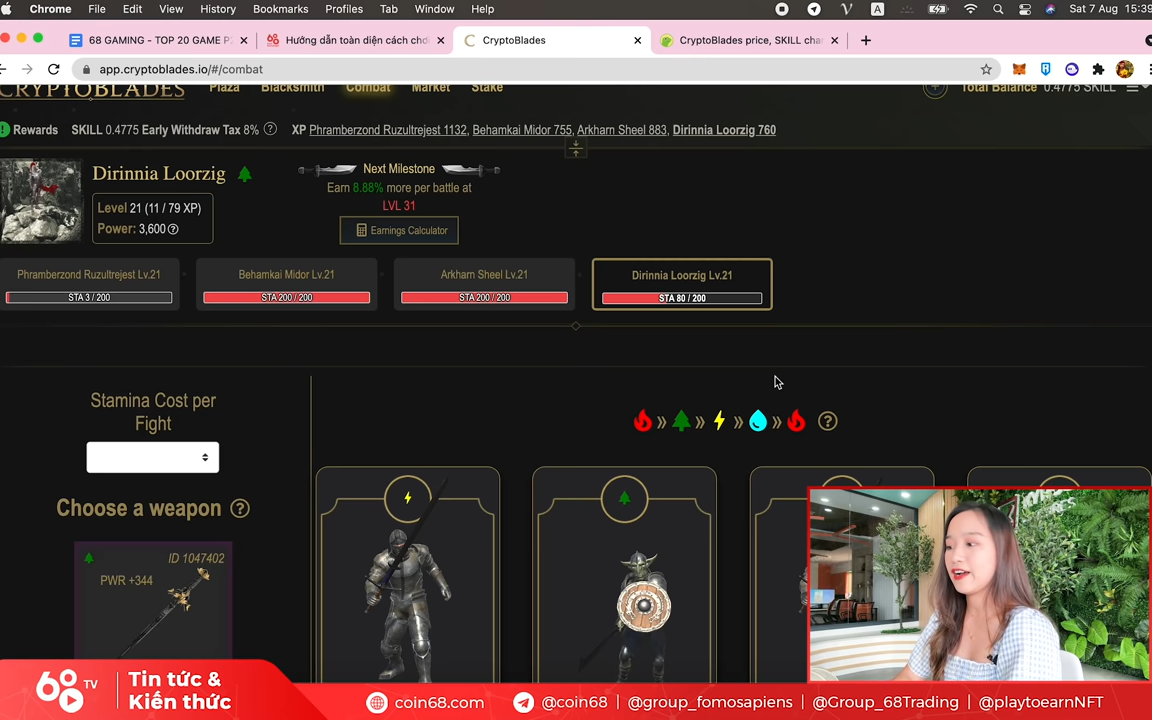 Chrome File Edit View History Bookmarks Profiles Tab Window Help
Sat 7 Aug 15:39
68 GAMING - TOP 20 GAME P2
Hướng dẫn toàn diện cách chơi
CryptoBlades
CryptoBlades price, SKILL cha
app.cryptoblades.io/#/combat
CRYPTOBLADES Plaza Blacksmith Combat Market Stake
Total Balance 0.4775 SKILL
Rewards SKILL 0.4775 Early Withdraw Tax 8% XP Phramberzond Ruzultrejest 1132, Behamkai Midor 755, Arkham Sheel 883, Dirinnia Loorzig 760
Dirinnia Loorzig
Level 21 (11 / 79 XP)
Power: 3,600
Next Milestone
Earn 8.88% more per battle at
LVL 31
Earnings Calculator
Phramberzond Ruzultrejest Lv.21
STA 3 / 200
Behamkai Midor Lv.21
STA 200 / 200
Arkham Sheel Lv.21
STA 200 / 200
Dirinnia Loorzig Lv.21
STA 80 / 200
Stamina Cost per
Fight
Choose a weapon
ID 1047402
PWR +344
68 TV
Tin tức &
Kiến thức
coin68.com
@coin68 | @group_fomosapiens | @Group_68Trading | @playtoearnNFT